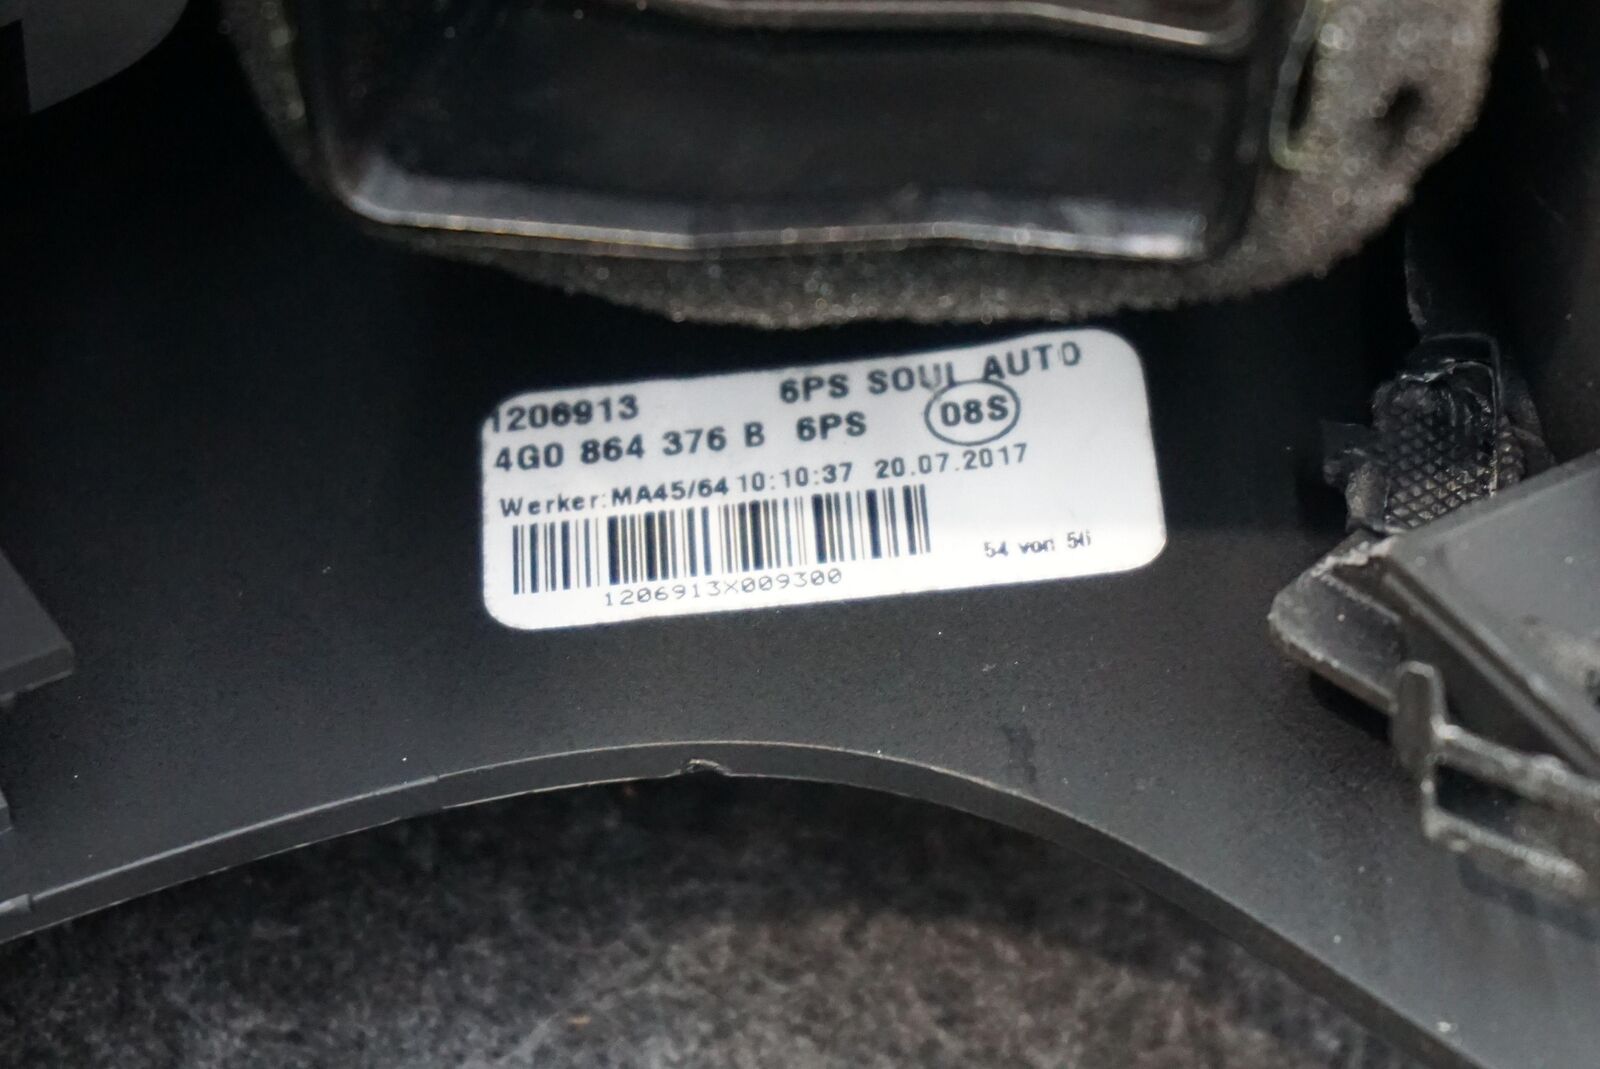 1206913 6PS SOUL AUTO
4G0 864 376 B 6PS 08S
Werker:MA45/64 10:10:37 20.07.2017
54 von
1206913X009300